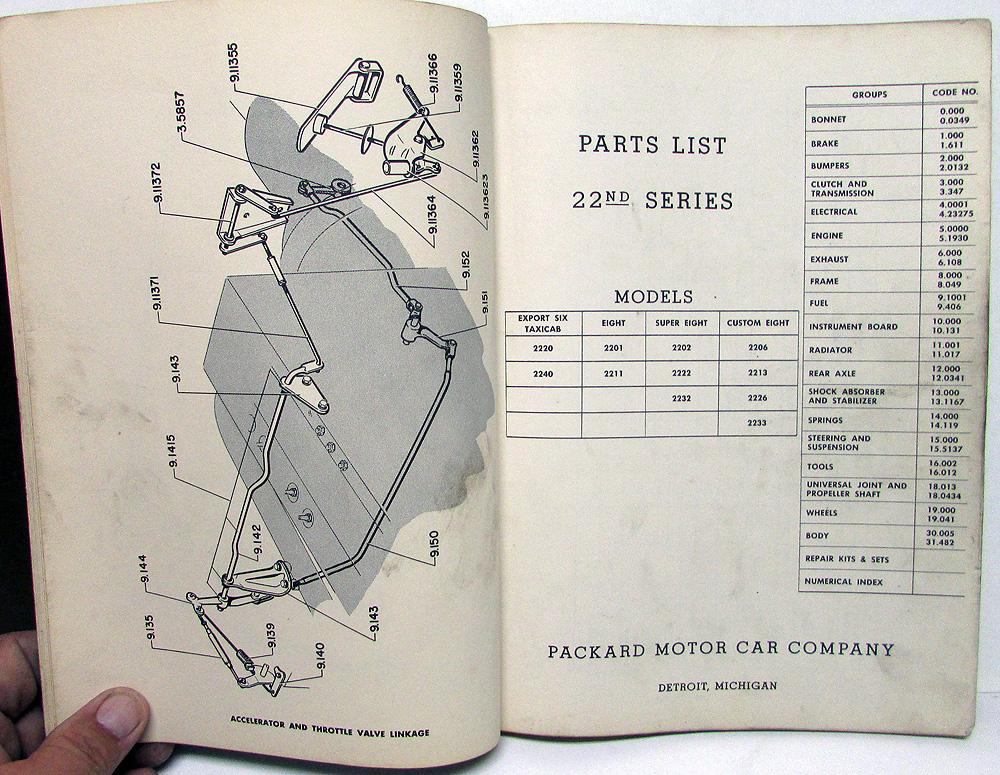 9.11355
9.11366
9.11359
3.5857
9.11362
9.113623
9.11372
9.11364
9.152
9.151
9.11371
9.143
9.1415
9.142
9.150
9.144
9.143
9.135
9.139
9.140
ACCELERATOR AND THROTTLE VALVE LINKAGE
PARTS LIST
22ND SERIES
MODELS
EXPORT SIX TAXICAB EIGHT SUPER EIGHT CUSTOM EIGHT
2220 2201 2202 2206
2240 2211 2222 2213
2232 2226
2233
GROUPS CODE NO.
BONNET 0.000
0.0349
BRAKE 1.000
1.611
BUMPERS 2.000
2.0132
CLUTCH AND 3.000
TRANSMISSION 3.347
ELECTRICAL 4.0001
4.23275
ENGINE 5.0000
5.1930
EXHAUST 6.000
6.108
FRAME 8.000
8.049
FUEL 9.1001
9.406
INSTRUMENT BOARD 10.000
10.131
RADIATOR 11.001
11.017
REAR AXLE 12.000
12.0341
SHOCK ABSORBER 13.000
AND STABILIZER 13.1167
SPRINGS 14.000
14.119
STEERING AND 15.000
SUSPENSION 15.5137
TOOLS 16.002
16.012
UNIVERSAL JOINT AND 18.013
PROPELLER SHAFT 18.0434
WHEELS 19.000
19.041
BODY 30.005
31.482
REPAIR KITS & SETS
NUMERICAL INDEX
PACKARD MOTOR CAR COMPANY
DETROIT, MICHIGAN